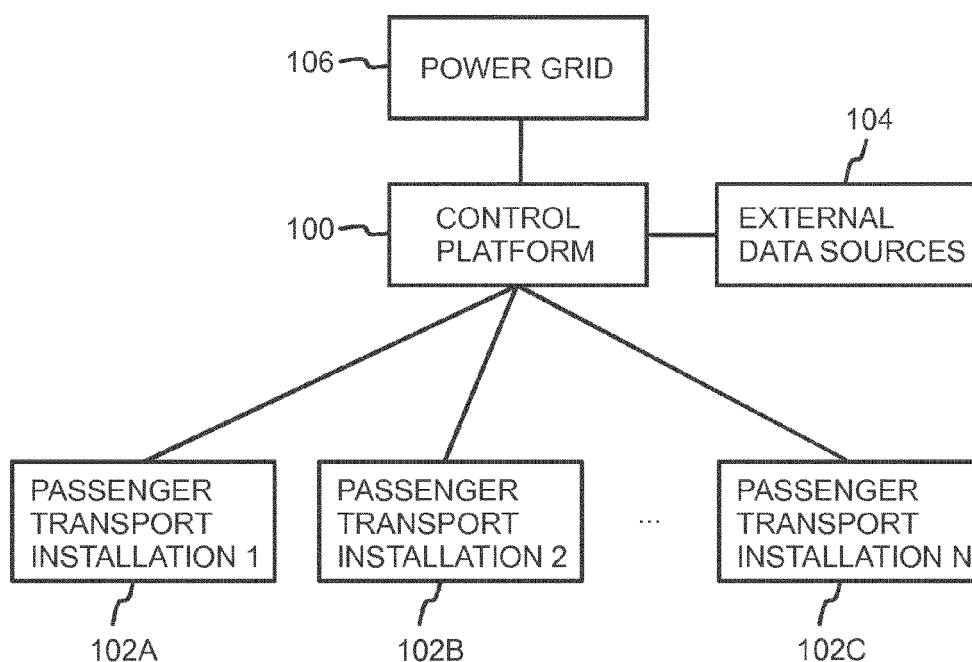 106
POWER GRID
104
100
CONTROL
PLATFORM
EXTERNAL
DATA SOURCES
PASSENGER
TRANSPORT
INSTALLATION 1
PASSENGER
TRANSPORT
INSTALLATION 2
...
PASSENGER
TRANSPORT
INSTALLATION N
102A
102B
102C